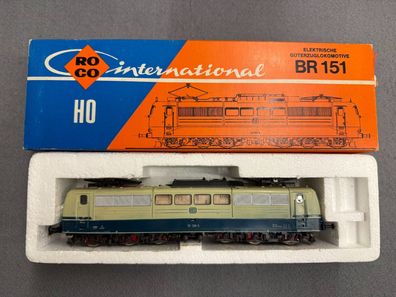 RO
CO
international
HO
ELEKTRISCHE
GÜTERZUGLOKOMOTIVE
BR 151